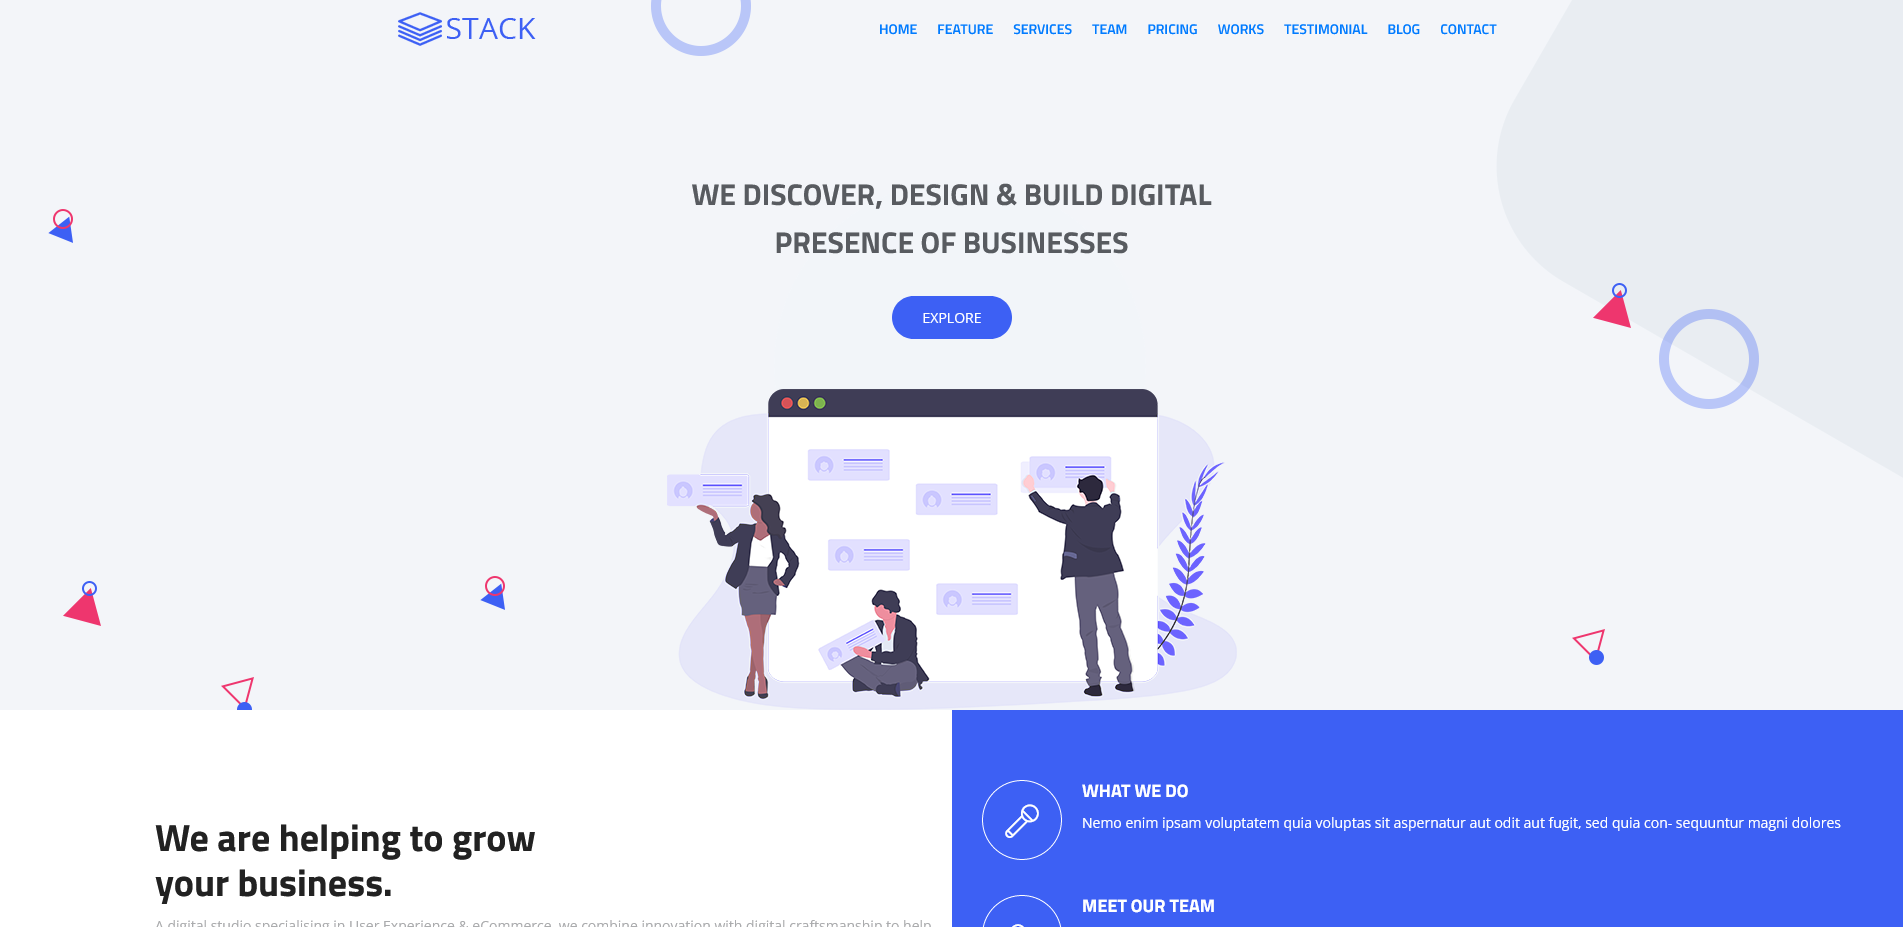 STACK
HOME FEATURE SERVICES TEAM PRICING WORKS TESTIMONIAL BLOG CONTACT
WE DISCOVER, DESIGN & BUILD DIGITAL
PRESENCE OF BUSINESSES
EXPLORE
We are helping to grow
your business.
A digital studio specialising in User Experience & eCommerce, we combine innovation with digital craftsmanship to help
WHAT WE DO
Nemo enim ipsam voluptatem quia voluptas sit aspernatur aut odit aut fugit, sed quia con- sequuntur magni dolores
MEET OUR TEAM